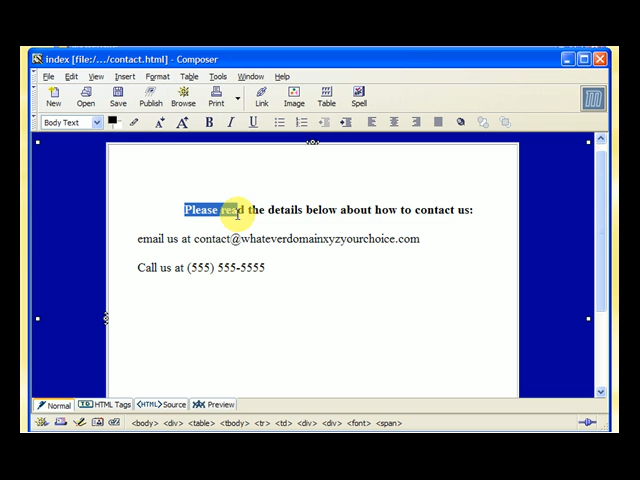 index [file:/.../contact.html] - Composer
File Edit View Insert Format Table Tools Window Help
New Open Save Publish Browse Print Link Image Table Spell
Body Text B I U
Please read the details below about how to contact us:
email us at contact@whateverdomainxyzyourchoice.com
Call us at (555) 555-5555
Normal TD HTML Tags <HTML> Source Preview
<body> <div> <table> <tbody> <tr> <td> <div> <div> <font> <span>